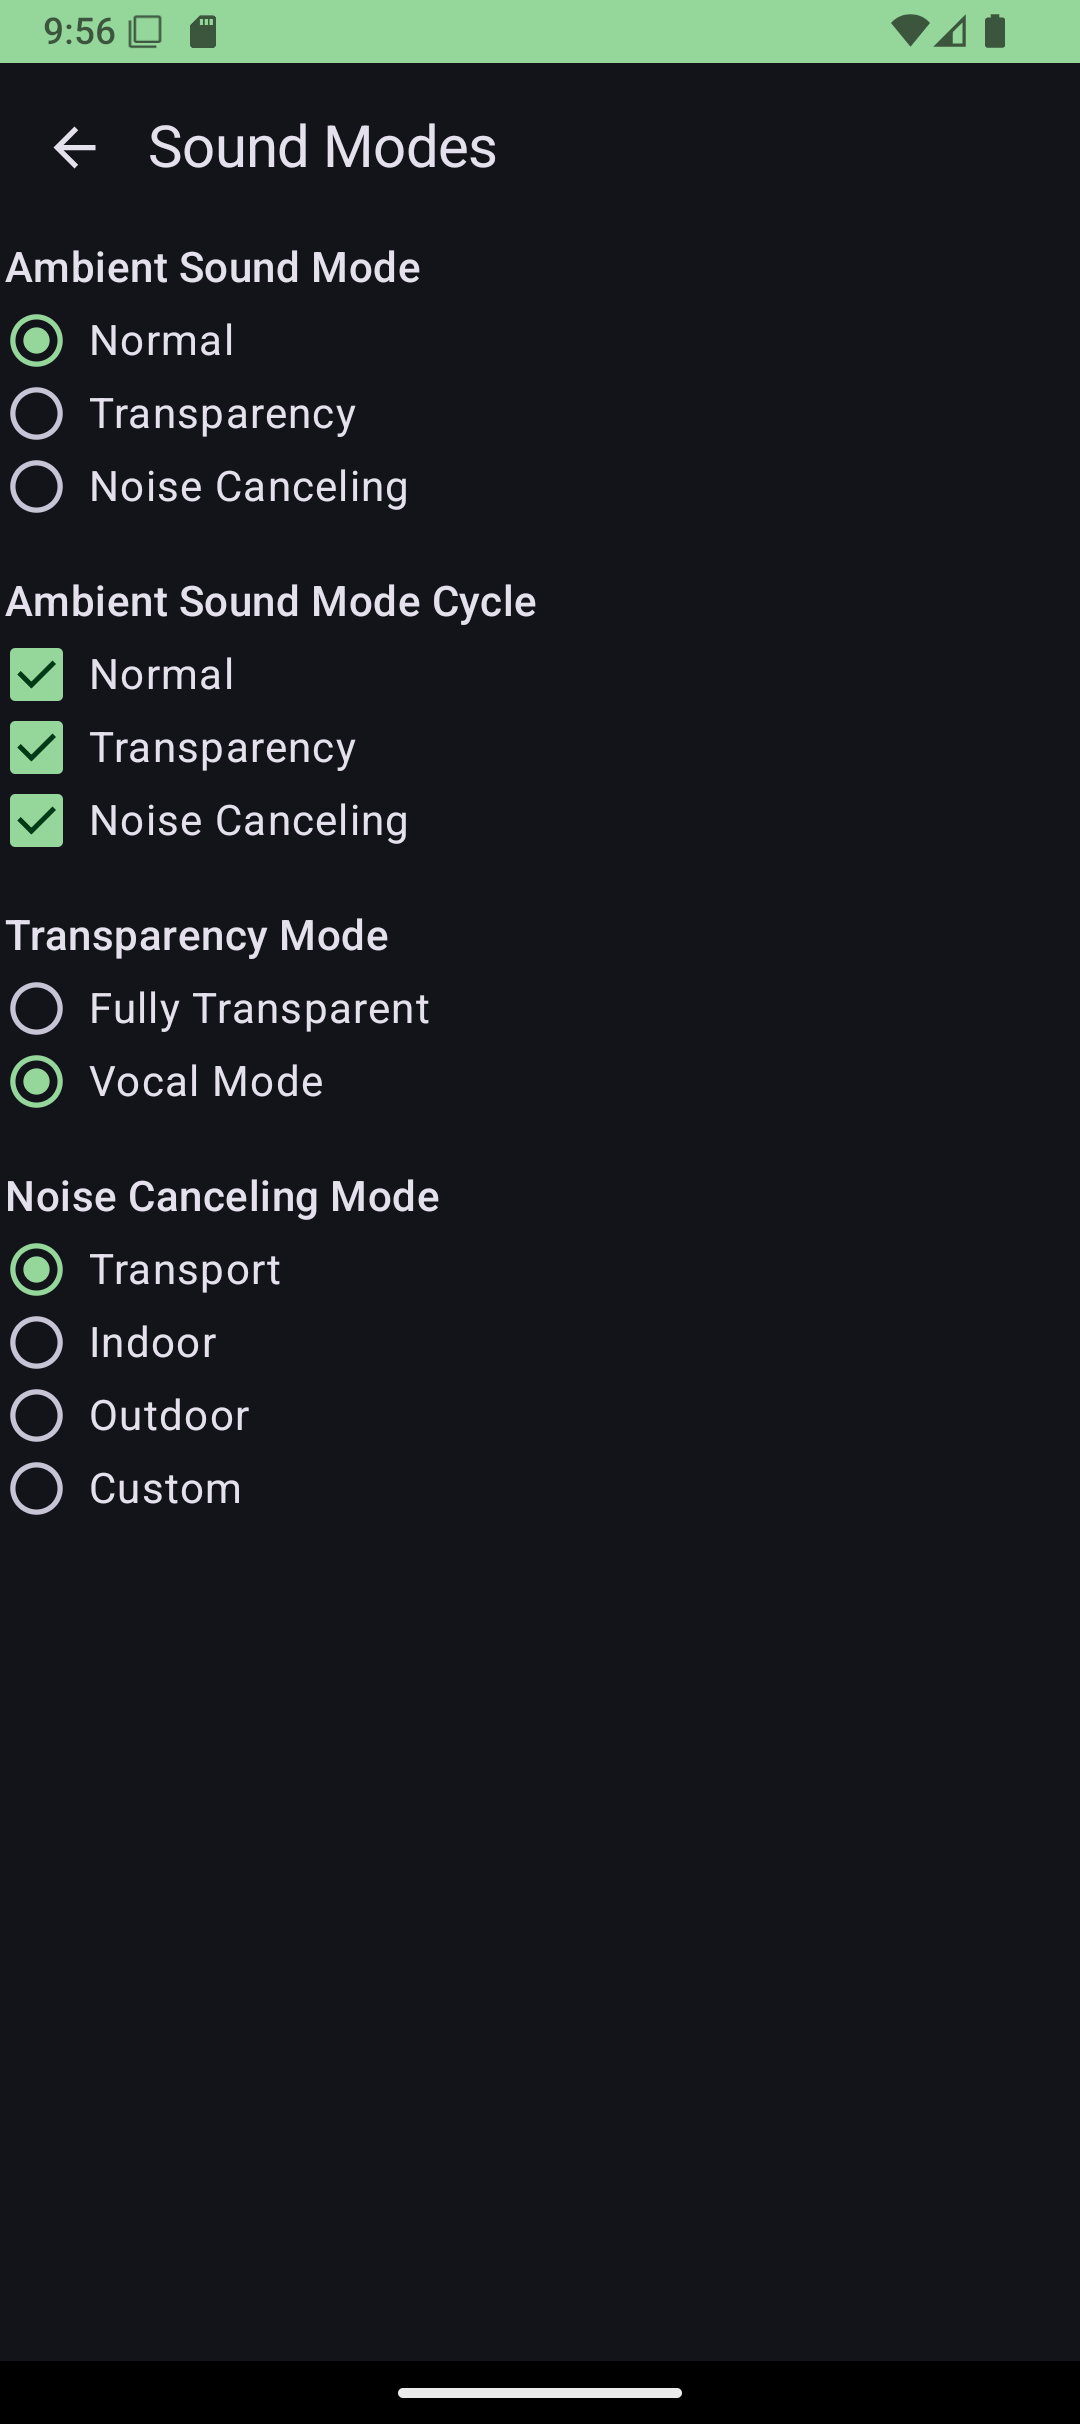 9:56
Sound Modes
Ambient Sound Mode
Normal
Transparency
Noise Canceling
Ambient Sound Mode Cycle
Normal
Transparency
Noise Canceling
Transparency Mode
Fully Transparent
Vocal Mode
Noise Canceling Mode
Transport
Indoor
Outdoor
Custom